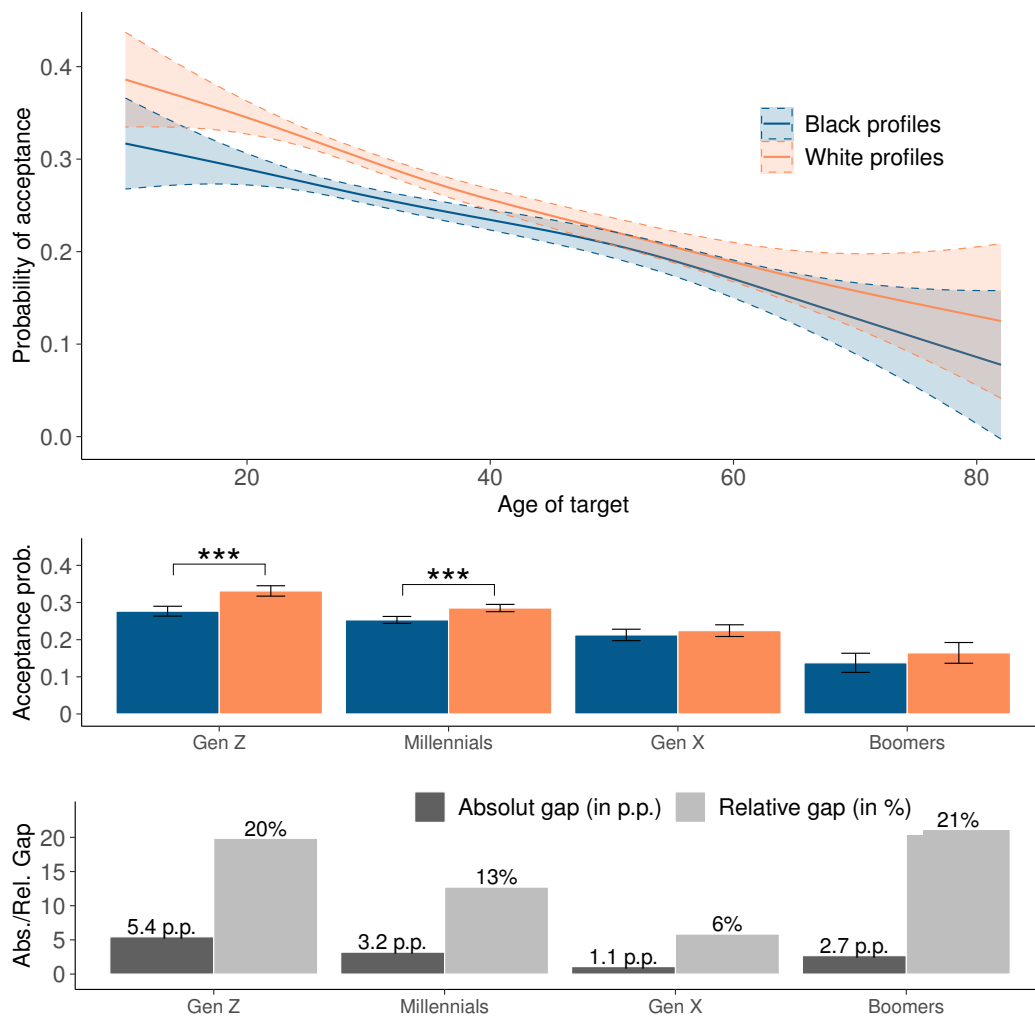 Probability of acceptance
0.4
0.3
0.2
0.1
0.0
Black profiles
White profiles
20 40 60 80
Age of target
Acceptance prob.
0.4
0.3
0.2
0.1
0
***
***
Gen Z Millennials Gen X Boomers
Abs./Rel. Gap
20
15
10
5
0
Absolut gap (in p.p.) Relative gap (in %)
5.4 p.p. 20% 3.2 p.p. 13% 1.1 p.p. 6% 2.7 p.p. 21%
Gen Z Millennials Gen X Boomers